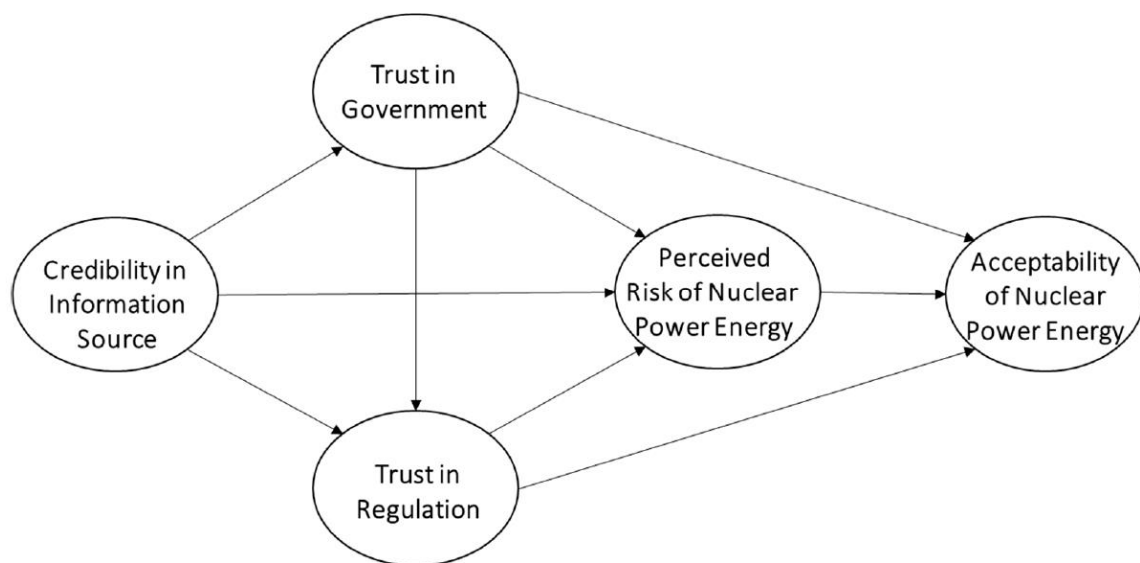 Trust in
Government
Credibility in
Information
Source
Perceived
Risk of Nuclear
Power Energy
Acceptability
of Nuclear
Power Energy
Trust in
Regulation